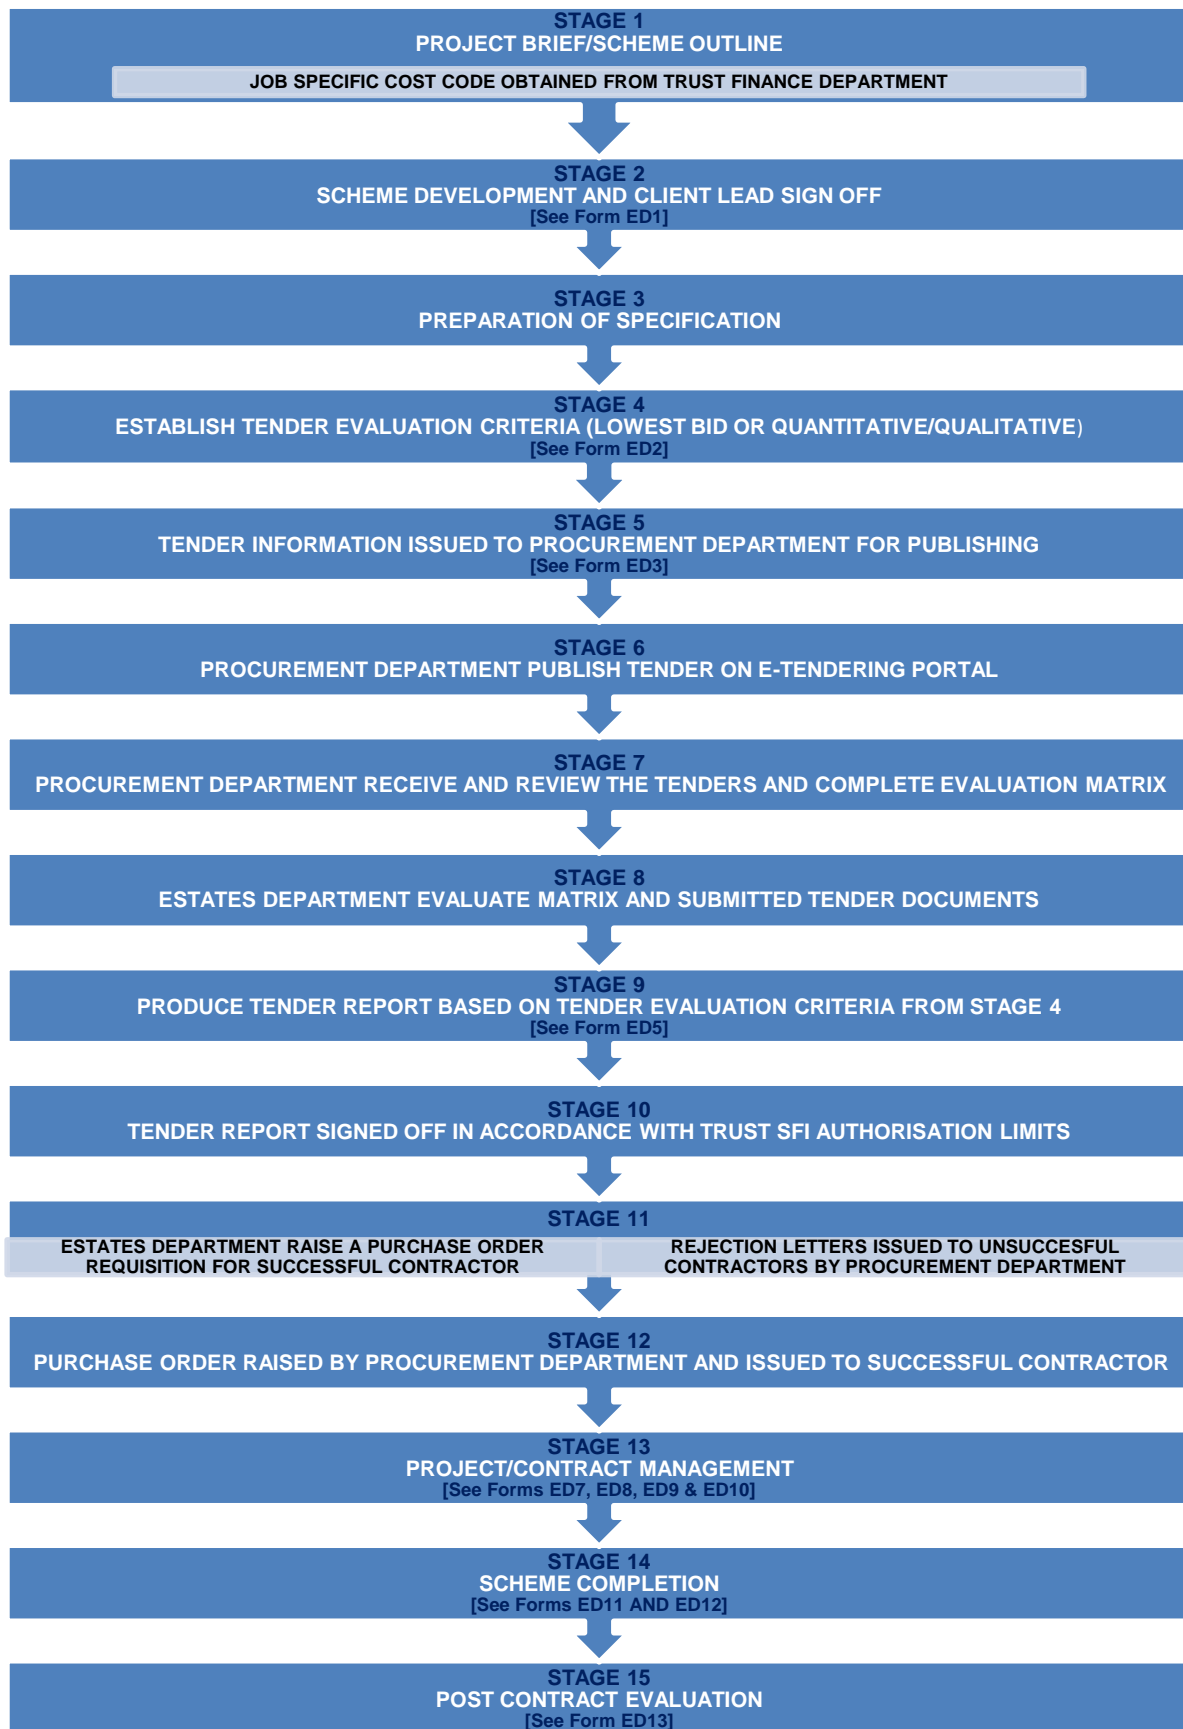 STAGE 1
PROJECT BRIEF/SCHEME OUTLINE
JOB SPECIFIC COST CODE OBTAINED FROM TRUST FINANCE DEPARTMENT
STAGE 2
SCHEME DEVELOPMENT AND CLIENT LEAD SIGN OFF
[See Form ED1]
STAGE 3
PREPARATION OF SPECIFICATION
STAGE 4
ESTABLISH TENDER EVALUATION CRITERIA (LOWEST BID OR QUANTITATIVE/QUALITATIVE)
[See Form ED2]
STAGE 5
TENDER INFORMATION ISSUED TO PROCUREMENT DEPARTMENT FOR PUBLISHING
[See Form ED3]
STAGE 6
PROCUREMENT DEPARTMENT PUBLISH TENDER ON E-TENDERING PORTAL
STAGE 7
PROCUREMENT DEPARTMENT RECEIVE AND REVIEW THE TENDERS AND COMPLETE EVALUATION MATRIX
STAGE 8
ESTATES DEPARTMENT EVALUATE MATRIX AND SUBMITTED TENDER DOCUMENTS
STAGE 9
PRODUCE TENDER REPORT BASED ON TENDER EVALUATION CRITERIA FROM STAGE 4
[See Form ED5]
STAGE 10
TENDER REPORT SIGNED OFF IN ACCORDANCE WITH TRUST SFI AUTHORISATION LIMITS
STAGE 11
ESTATES DEPARTMENT RAISE A PURCHASE ORDER
REQUISITION FOR SUCCESSFUL CONTRACTOR
REJECTION LETTERS ISSUED TO UNSUCCESFUL
CONTRACTORS BY PROCUREMENT DEPARTMENT
STAGE 12
PURCHASE ORDER RAISED BY PROCUREMENT DEPARTMENT AND ISSUED TO SUCCESSFUL CONTRACTOR
STAGE 13
PROJECT/CONTRACT MANAGEMENT
[See Forms ED7, ED8, ED9 & ED10]
STAGE 14
SCHEME COMPLETION
[See Forms ED11 AND ED12]
STAGE 15
POST CONTRACT EVALUATION
[See Form ED13]